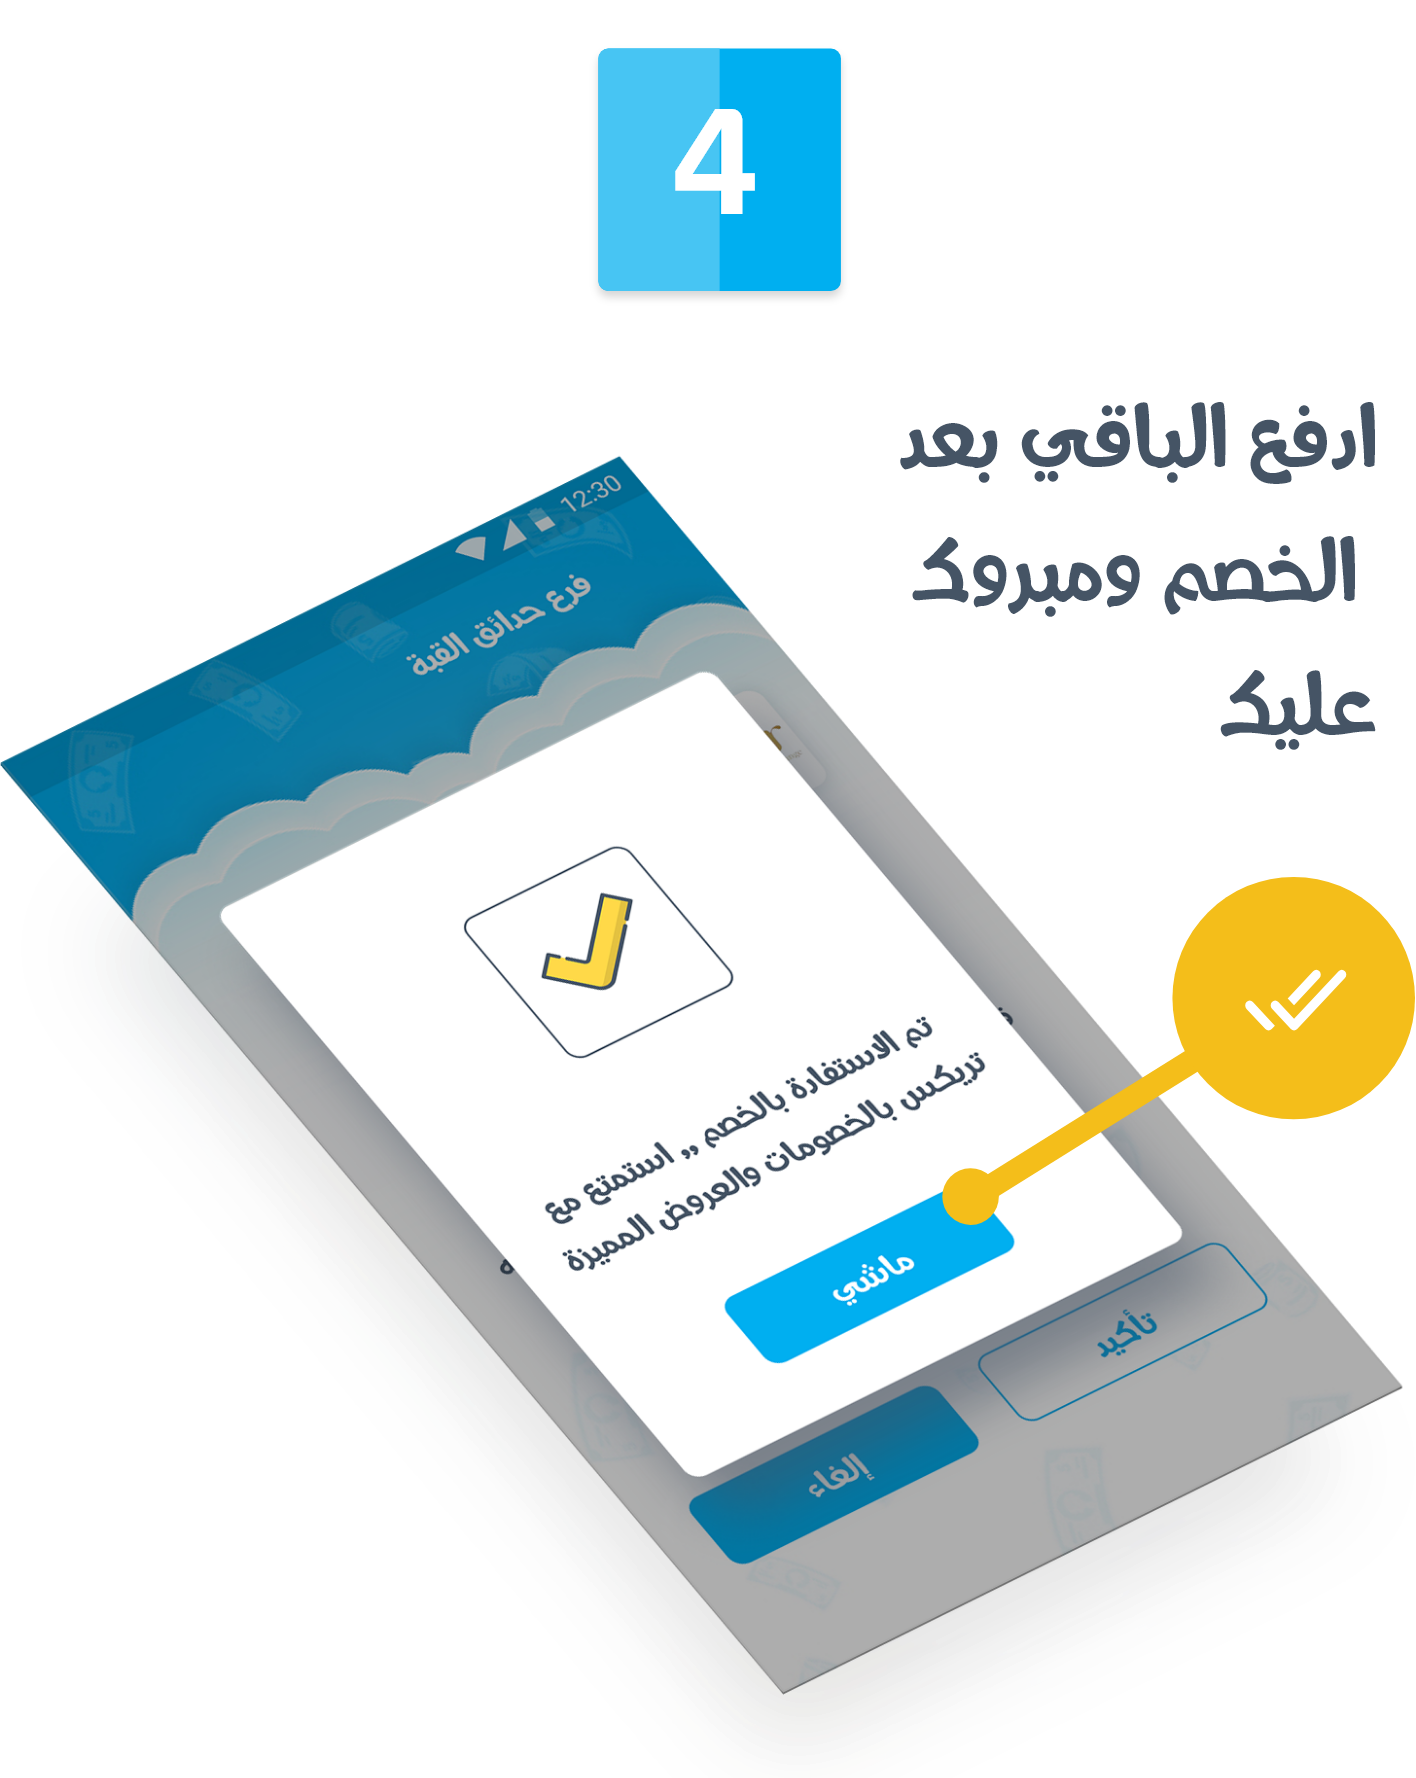 4
ادفع الباقي بعد
الخصم ومبروك
عليك
12:30
فرع حدائق القبة
تم الاستفادة بالخصم ,, استمتع مع
تريكس بالخصومات والعروض المميزة
ماشي
تأكيد
إلغاء